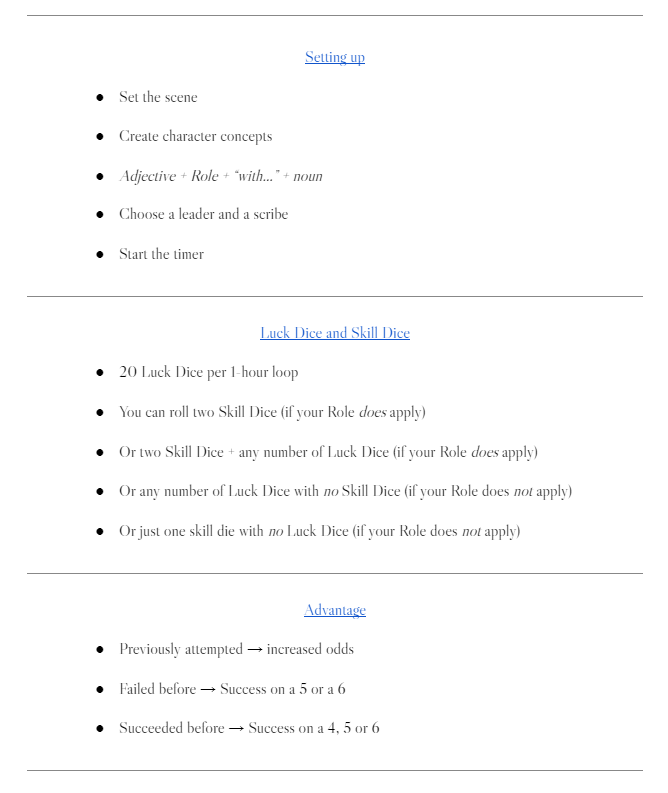 Setting up
● Set the scene
● Create character concepts
● Adjective + Role + “with...” + noun
● Choose a leader and a scribe
● Start the timer
Luck Dice and Skill Dice
● 20 Luck Dice per 1-hour loop
● You can roll two Skill Dice (if your Role does apply)
● Or two Skill Dice + any number of Luck Dice (if your Role does apply)
● Or any number of Luck Dice with no Skill Dice (if your Role does not apply)
● Or just one skill die with no Luck Dice (if your Role does not apply)
Advantage
● Previously attempted → increased odds
● Failed before → Success on a 5 or a 6
● Succeeded before → Success on a 4, 5 or 6